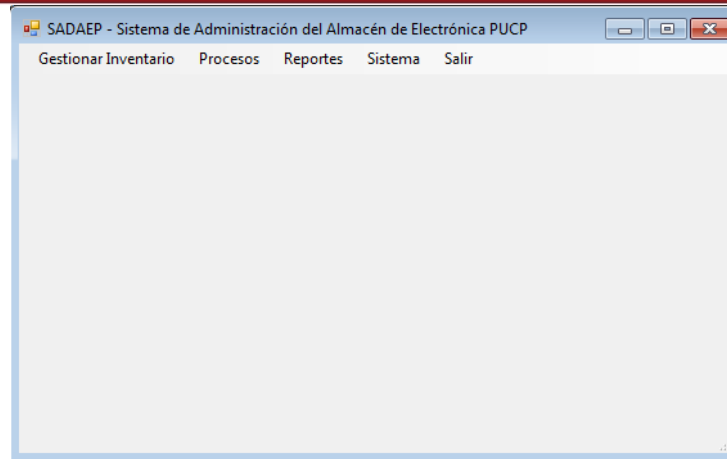 SADAEP - Sistema de Administración del Almacén de Electrónica PUCP
Gestionar Inventario Procesos Reportes Sistema Salir